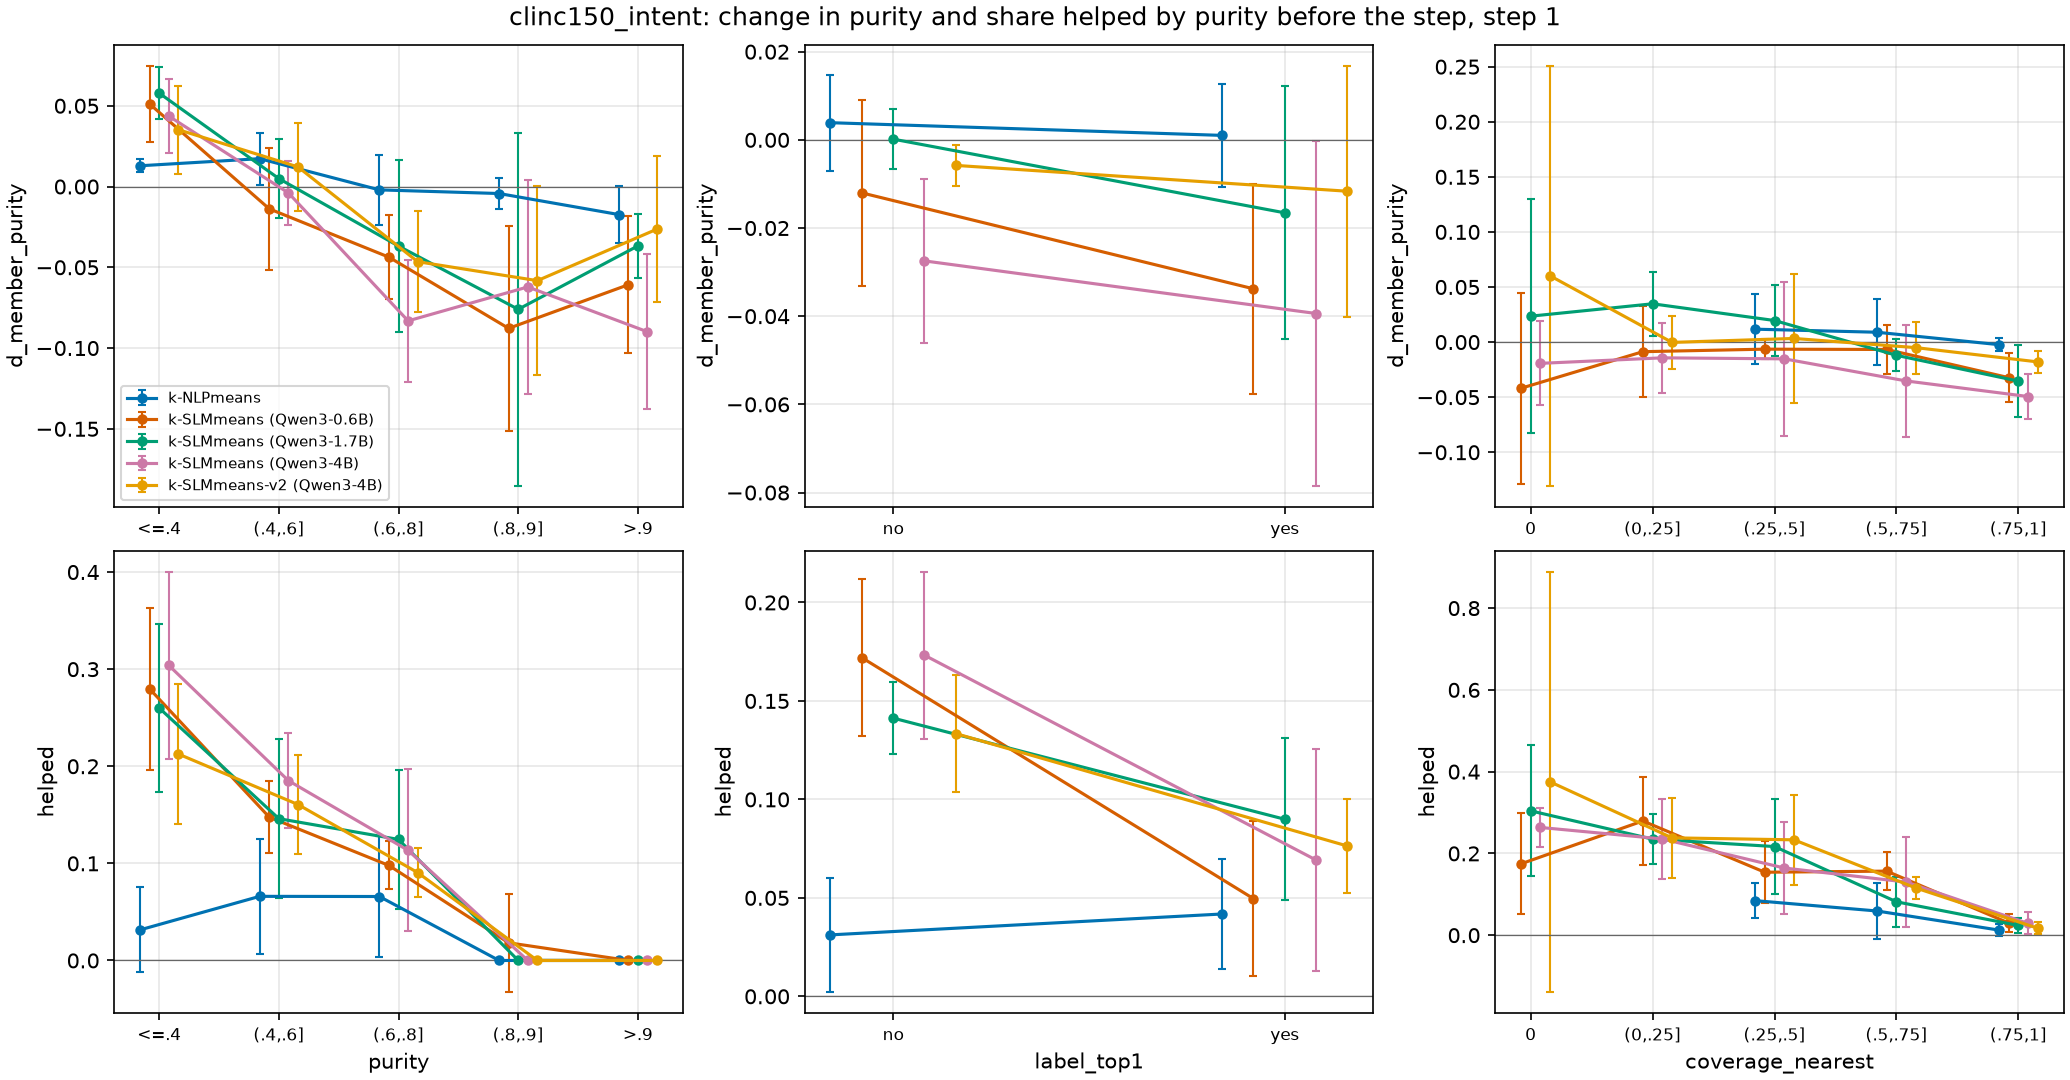 clinc150_intent: change in purity and share helped by purity before the step, step 1
d_member_purity
0.05
0.00
−0.05
−0.10
−0.15
k-NLPmeans
k-SLMmeans (Qwen3-0.6B)
k-SLMmeans (Qwen3-1.7B)
k-SLMmeans (Qwen3-4B)
k-SLMmeans-v2 (Qwen3-4B)
<=.4 (.4,.6] (.6,.8] (.8,.9] >.9
d_member_purity
0.02
0.00
−0.02
−0.04
−0.06
−0.08
no yes
d_member_purity
0.25
0.20
0.15
0.10
0.05
0.00
−0.05
−0.10
0 (0,.25] (.25,.5] (.5,.75] (.75,1]
helped
0.4
0.3
0.2
0.1
0.0
<=.4 (.4,.6] (.6,.8] (.8,.9] >.9
purity
helped
0.20
0.15
0.10
0.05
0.00
no yes
label_top1
helped
0.8
0.6
0.4
0.2
0.0
0 (0,.25] (.25,.5] (.5,.75] (.75,1]
coverage_nearest